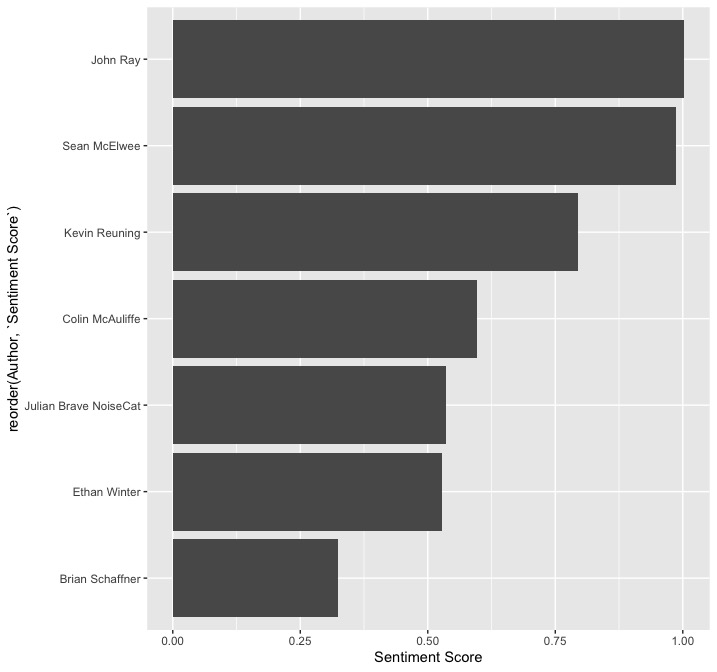 John Ray
Sean McElwee
Kevin Reuning
Colin McAuliffe
Julian Brave NoiseCat
Ethan Winter
Brian Schaffner
reorder(Author, `Sentiment Score`)
0.00 0.25 0.50 0.75 1.00
Sentiment Score